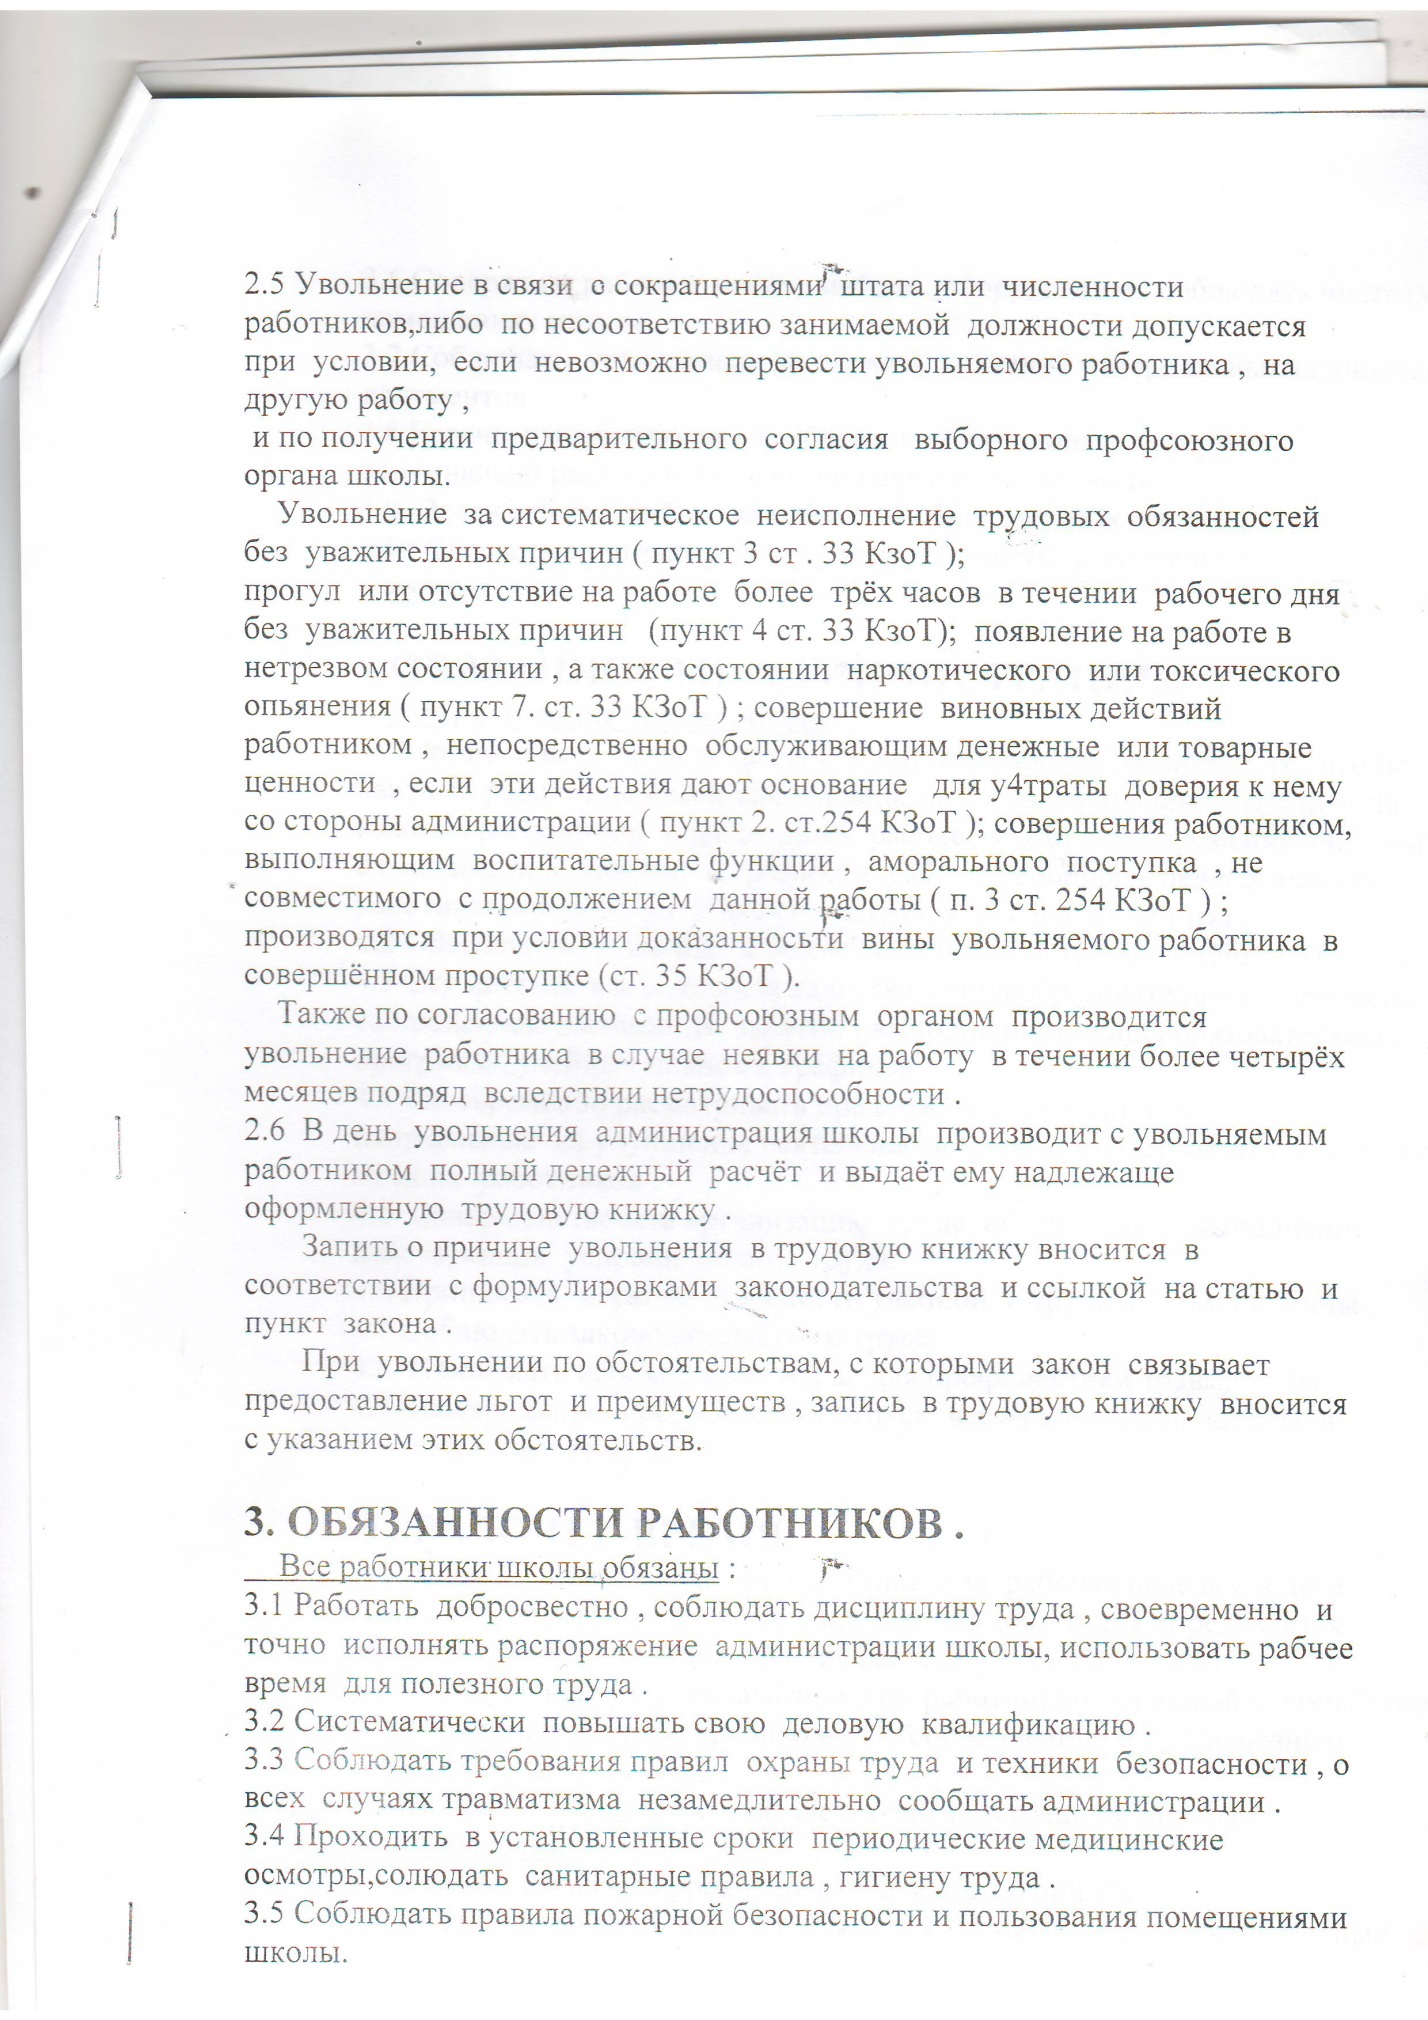 2.5 Увольнение в связи с сокращениями штата или численности
работников,либо по несоответствию занимаемой должности допускается
при условии, если невозможно перевести увольняемого работника , на
другую работу ,
и по получении предварительного согласия выборного профсоюзного
органа школы.
Увольнение за систематическое неисполнение трудовых обязанностей
без уважительных причин ( пункт 3 ст . 33 КзоТ );
прогул или отсутствие на работе более трёх часов в течении рабочего дня
без уважительных причин (пункт 4 ст. 33 КзоТ); появление на работе в
нетрезвом состоянии , а также состоянии наркотического или токсического
опьянения ( пункт 7. ст. 33 КЗоТ ) ; совершение виновных действий
работником , непосредственно обслуживающим денежные или товарные
ценности , если эти действия дают основание для у4траты доверия к нему
со стороны администрации ( пункт 2. ст.254 КЗоТ ); совершения работником,
выполняющим воспитательные функции , аморального поступка , не
совместимого с продолжением данной работы ( п. 3 ст. 254 КЗоТ ) ;
производятся при условии доказанносьти вины увольняемого работника в
совершённом проступке (ст. 35 КЗоТ ).
Также по согласованию с профсоюзным органом производится
увольнение работника в случае неявки на работу в течении более четырёх
месяцев подряд вследствии нетрудоспособности .
2.6 В день увольнения администрация школы производит с увольняемым
работником полный денежный расчёт и выдаёт ему надлежаще
оформленную трудовую книжку .
Запить о причине увольнения в трудовую книжку вносится в
соответствии с формулировками законодательства и ссылкой на статью и
пункт закона .
При увольнении по обстоятельствам, с которыми закон связывает
предоставление льгот и преимуществ , запись в трудовую книжку вносится
с указанием этих обстоятельств.
3. ОБЯЗАННОСТИ РАБОТНИКОВ .
Все работники школы обязаны :
3.1 Работать добросвестно , соблюдать дисциплину труда , своевременно и
точно исполнять распоряжение администрации школы, использовать рабчее
время для полезного труда .
3.2 Систематически повышать свою деловую квалификацию .
3.3 Соблюдать требования правил охраны труда и техники безопасности , о
всех случаях травматизма незамедлительно сообщать администрации .
3.4 Проходить в установленные сроки периодические медицинские
осмотры,солюдать санитарные правила , гигиену труда .
3.5 Соблюдать правила пожарной безопасности и пользования помещениями
школы.